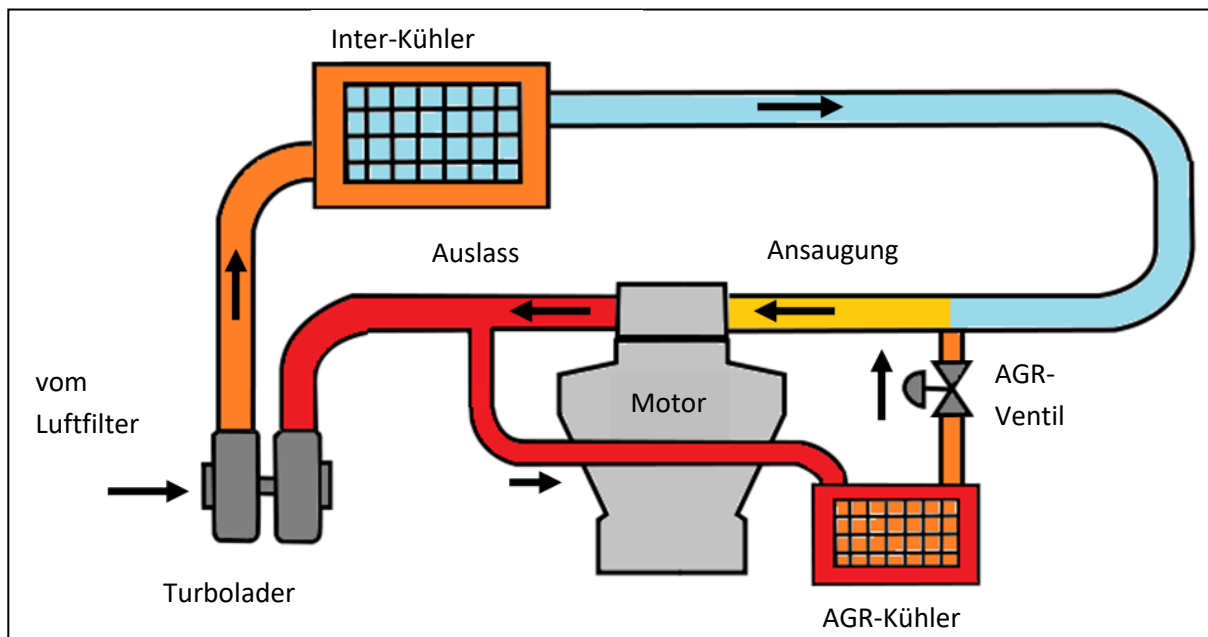 Inter-Kühler
Auslass
Ansaugung
vom
Luftfilter
Motor
AGR-
Ventil
Turbolader
AGR-Kühler